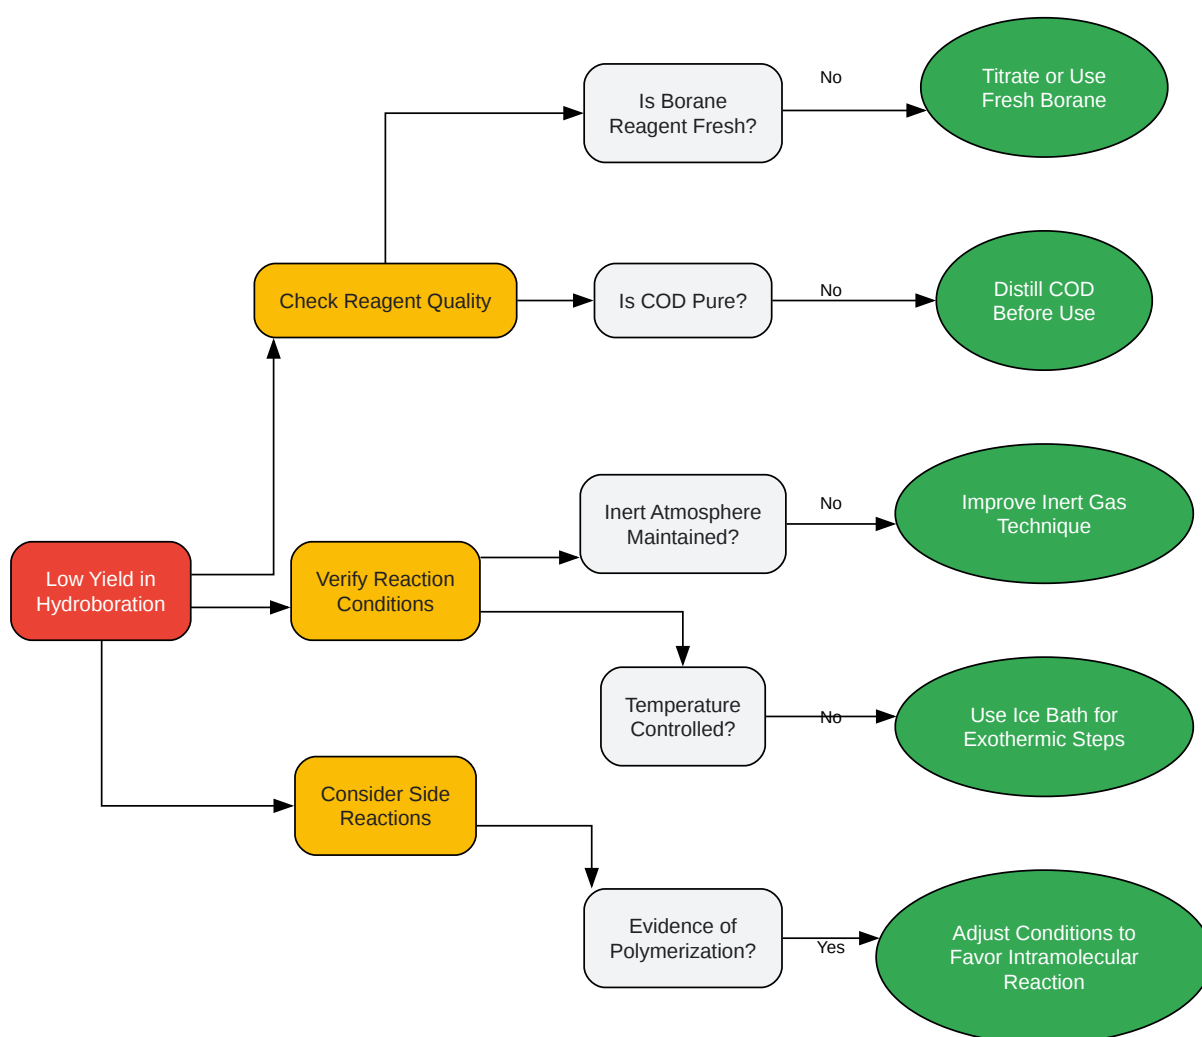 Is Borane
Reagent Fresh?
No
Titrate or Use
Fresh Borane
Check Reagent Quality
Is COD Pure?
No
Distill COD
Before Use
Low Yield in
Hydroboration
Verify Reaction
Conditions
Inert Atmosphere
Maintained?
No
Improve Inert Gas
Technique
Temperature
Controlled?
No
Use Ice Bath for
Exothermic Steps
Consider Side
Reactions
Evidence of
Polymerization?
Yes
Adjust Conditions to
Favor Intramolecular
Reaction